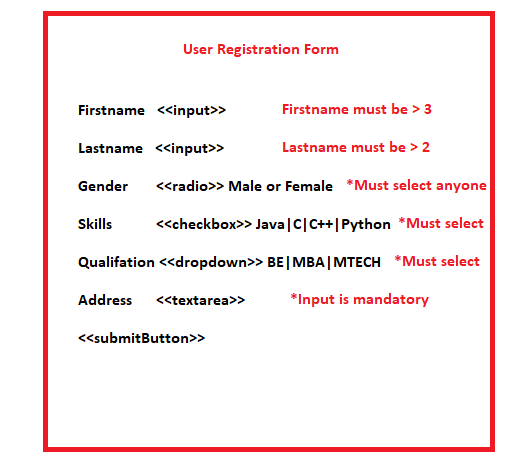 User Registration Form
Firstname <<input>> Firstname must be > 3
Lastname <<input>> Lastname must be > 2
Gender <<radio>> Male or Female *Must select anyone
Skills <<checkbox>> Java|C|C++|Python *Must select
Qualifation <<dropdown>> BE|MBA|MTECH *Must select
Address <<textarea>> *Input is mandatory
<<submitButton>>